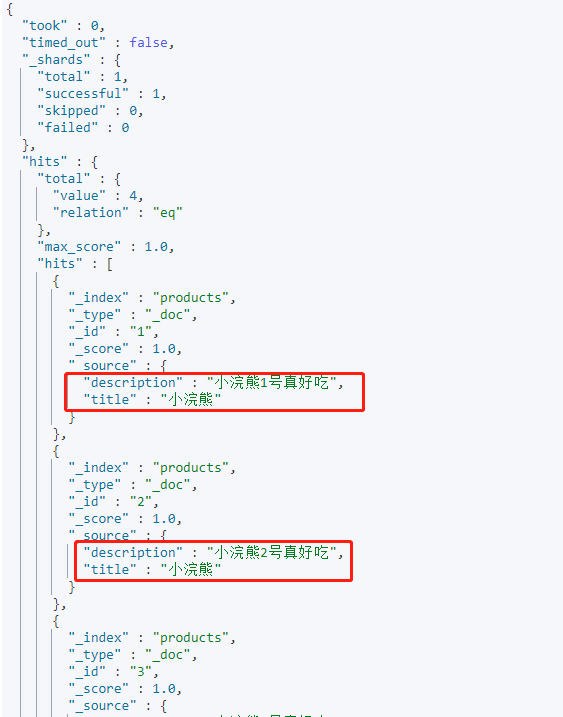 {
"took" : 0,
"timed_out" : false,
"_shards" : {
"total" : 1,
"successful" : 1,
"skipped" : 0,
"failed" : 0
},
"hits" : {
"total" : {
"value" : 4,
"relation" : "eq"
},
"max_score" : 1.0,
"hits" : [
{
"_index" : "products",
"_type" : "_doc",
"_id" : "1",
"_score" : 1.0,
"_source" : {
"description" : "小浣熊1号真好吃",
"title" : "小浣熊"
}
},
{
"_index" : "products",
"_type" : "_doc",
"_id" : "2",
"_score" : 1.0,
"_source" : {
"description" : "小浣熊2号真好吃",
"title" : "小浣熊"
}
},
{
"_index" : "products",
"_type" : "_doc",
"_id" : "3",
"_score" : 1.0,
"_source" : {